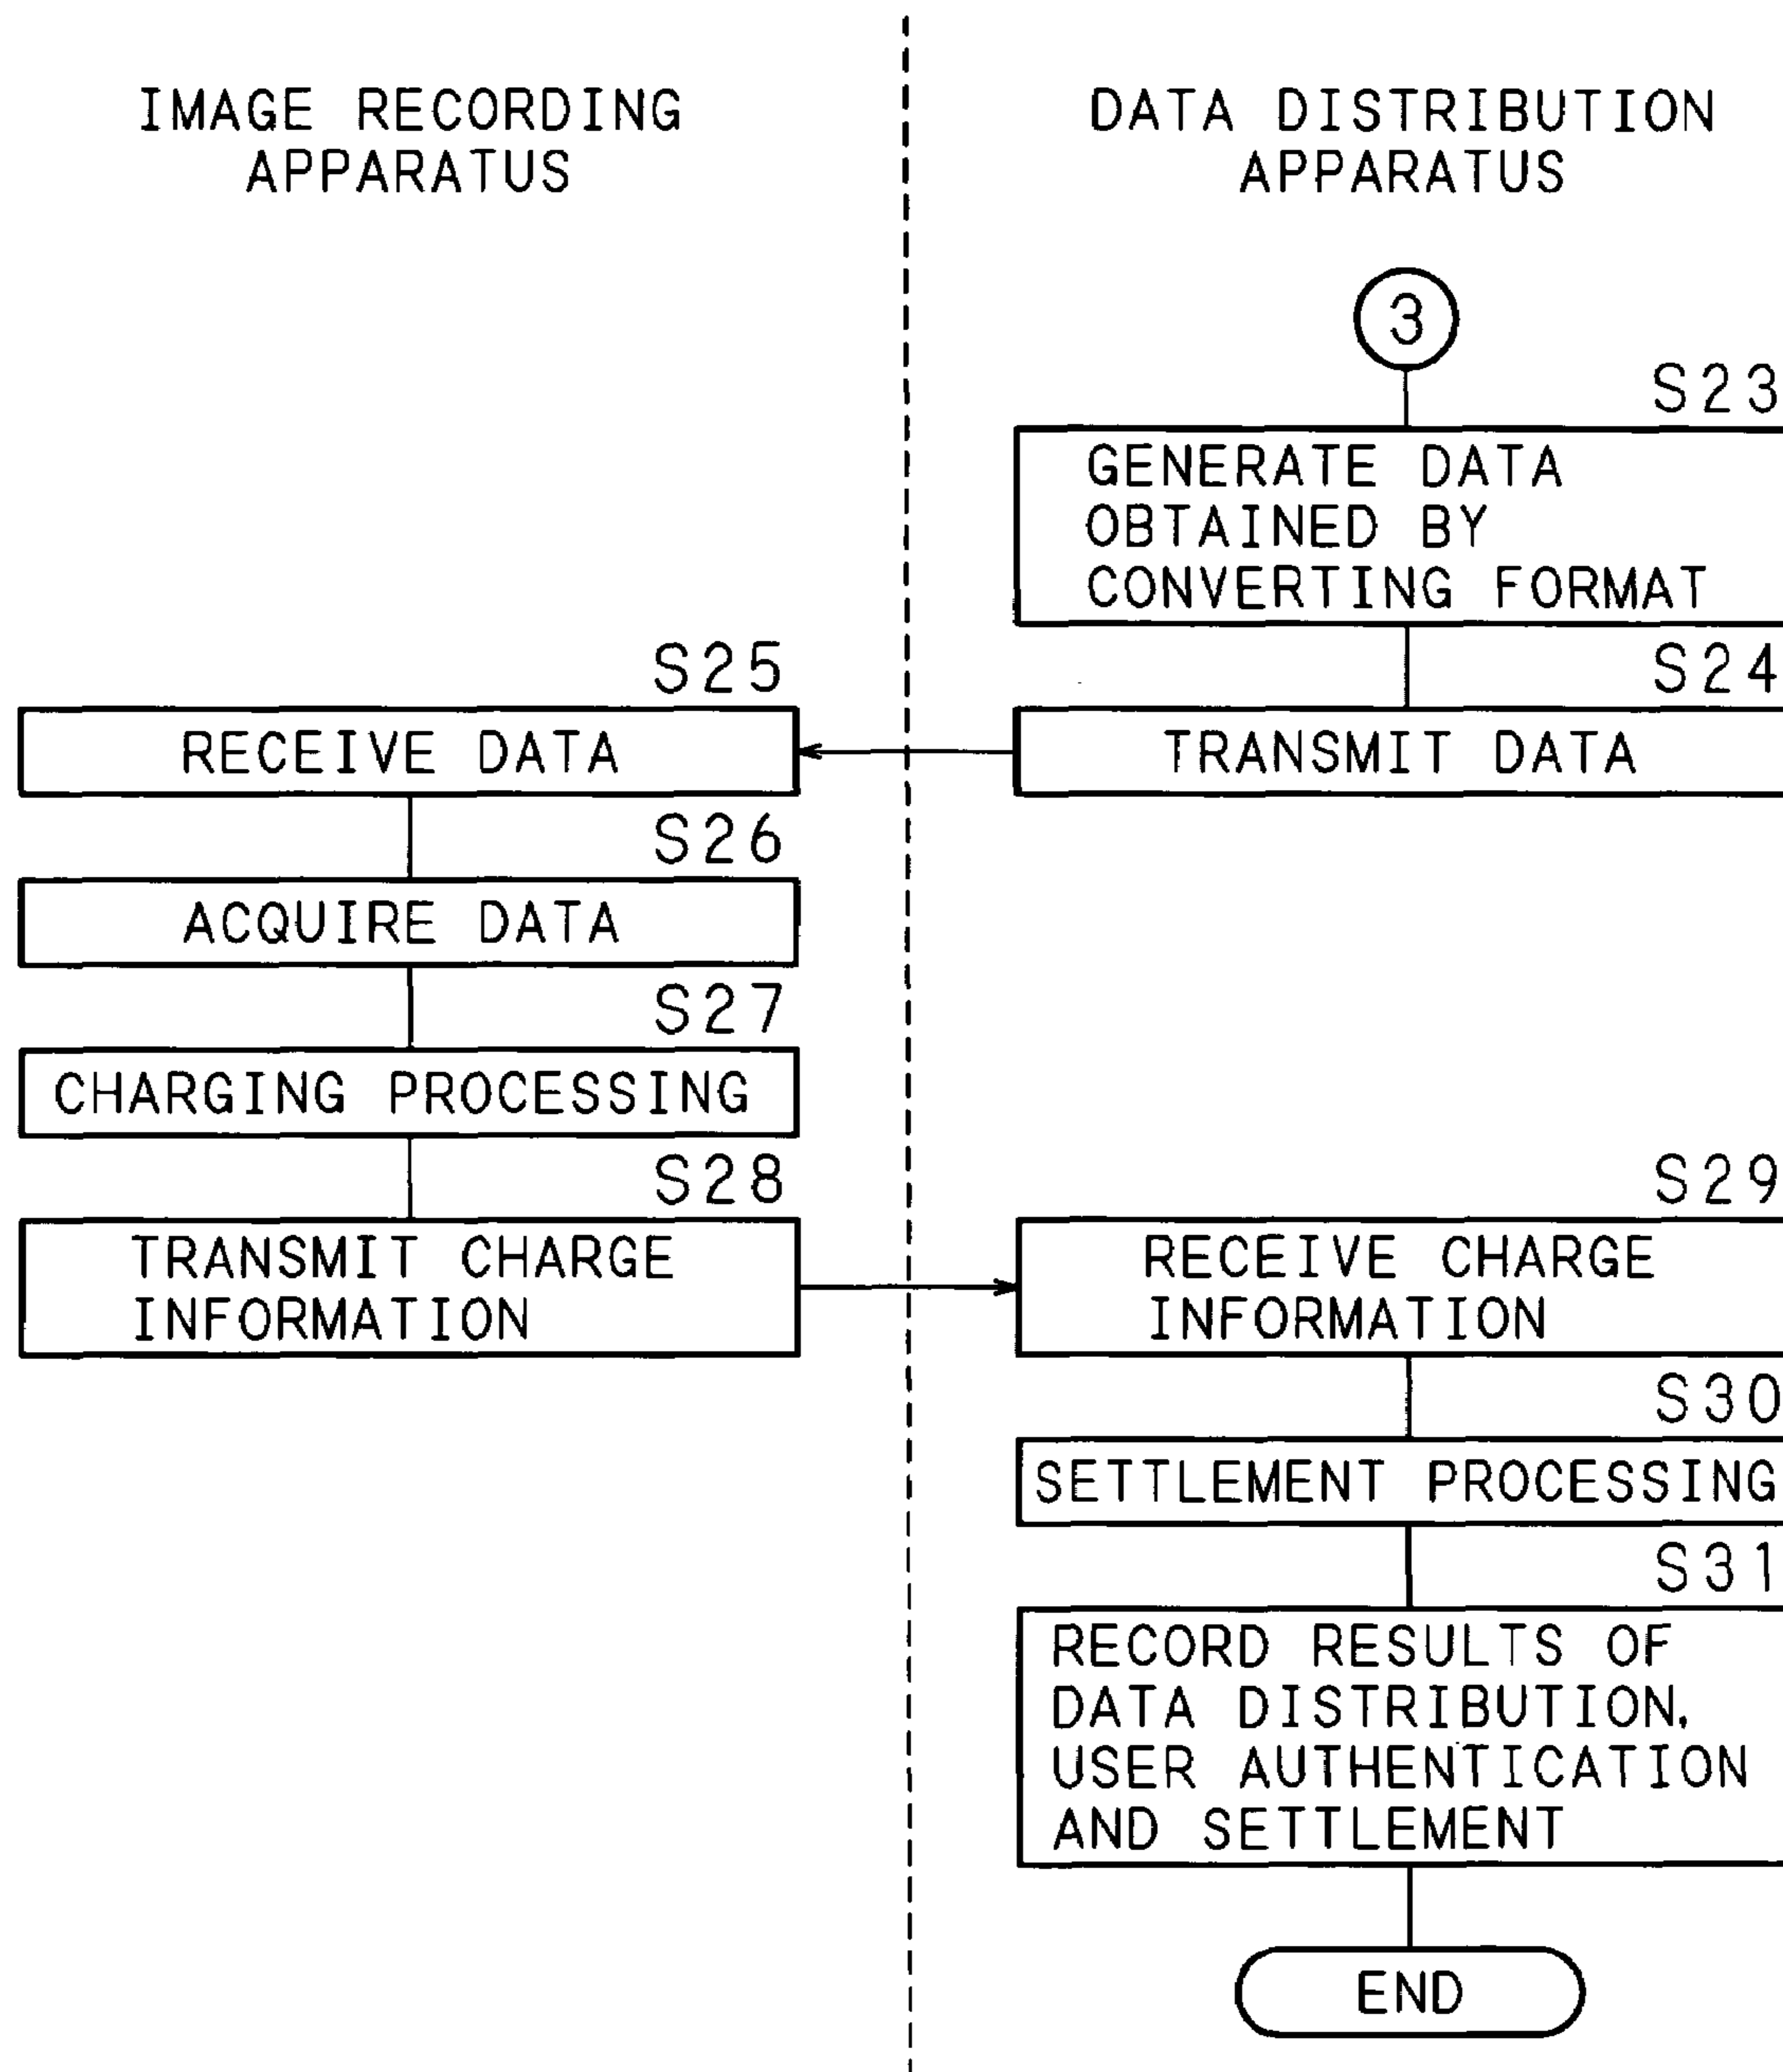 IMAGE RECORDING
APPARATUS
DATA DISTRIBUTION
APPARATUS
3
S23
GENERATE DATA
OBTAINED BY
CONVERTING FORMAT
S24
TRANSMIT DATA
S25
RECEIVE DATA
S26
ACQUIRE DATA
S27
CHARGING PROCESSING
S28
TRANSMIT CHARGE
INFORMATION
S29
RECEIVE CHARGE
INFORMATION
S30
SETTLEMENT PROCESSING
S31
RECORD RESULTS OF
DATA DISTRIBUTION,
USER AUTHENTICATION
AND SETTLEMENT
END